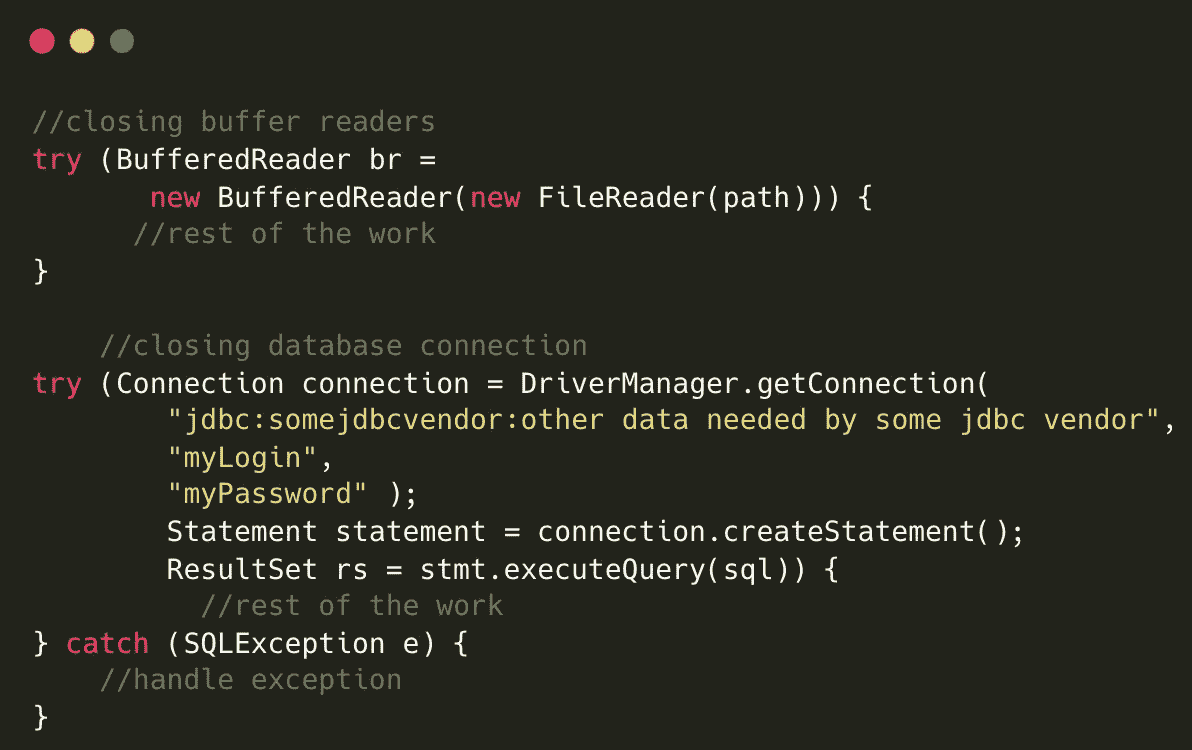 //closing buffer readers
try (BufferedReader br =
       new BufferedReader(new FileReader(path))) {
      //rest of the work
}

    //closing database connection
try (Connection connection = DriverManager.getConnection(
        "jdbc:somejdbcvendor:other data needed by some jdbc vendor",
        "myLogin",
        "myPassword" );
        Statement statement = connection.createStatement();
        ResultSet rs = stmt.executeQuery(sql)) {
          //rest of the work
} catch (SQLException e) {
    //handle exception
}